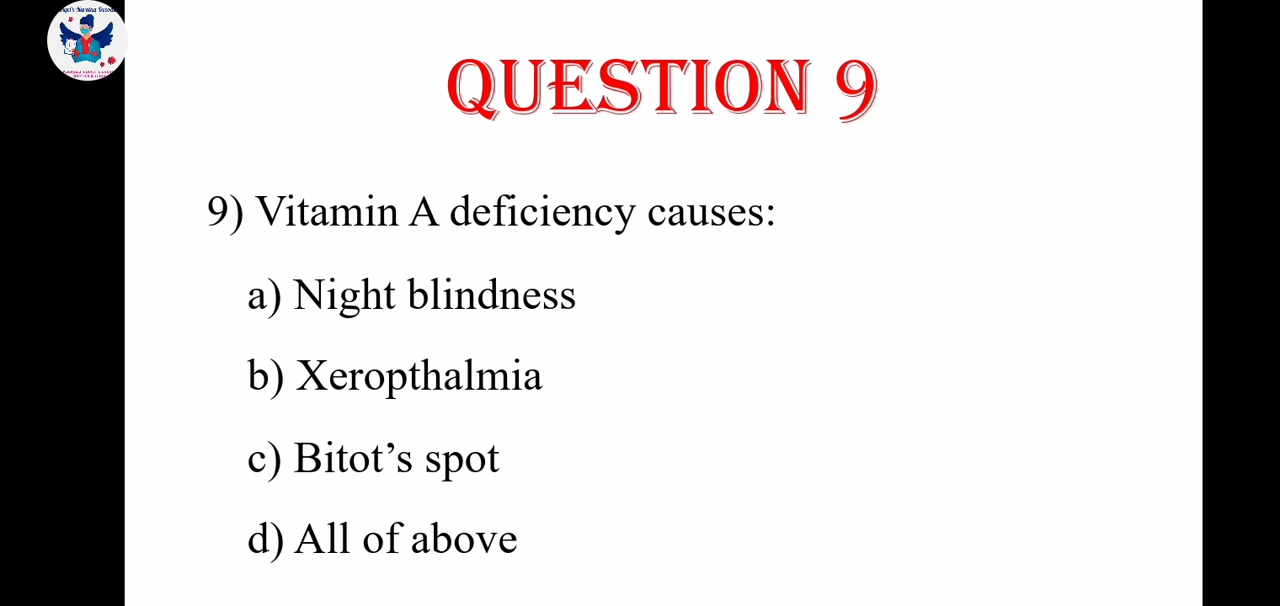 QUESTION 9
9) Vitamin A deficiency causes:
a) Night blindness
b) Xeropthalmia
c) Bitot’s spot
d) All of above